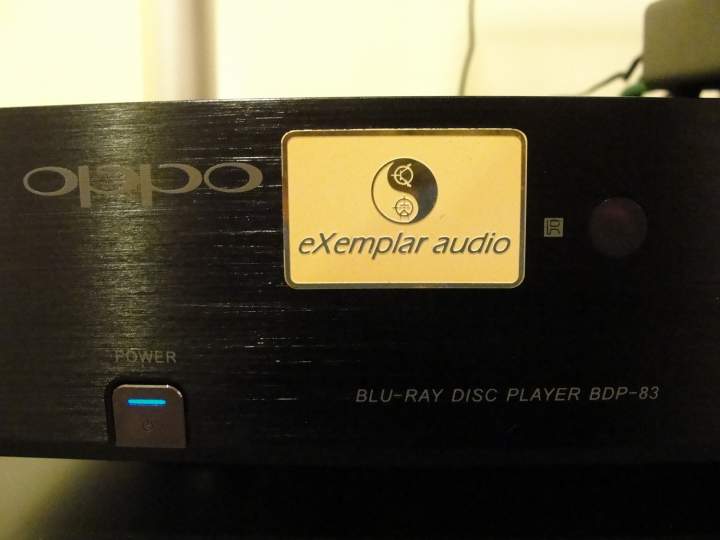 oppo
eXemplar audio
POWER
BLU-RAY DISC PLAYER BDP-83